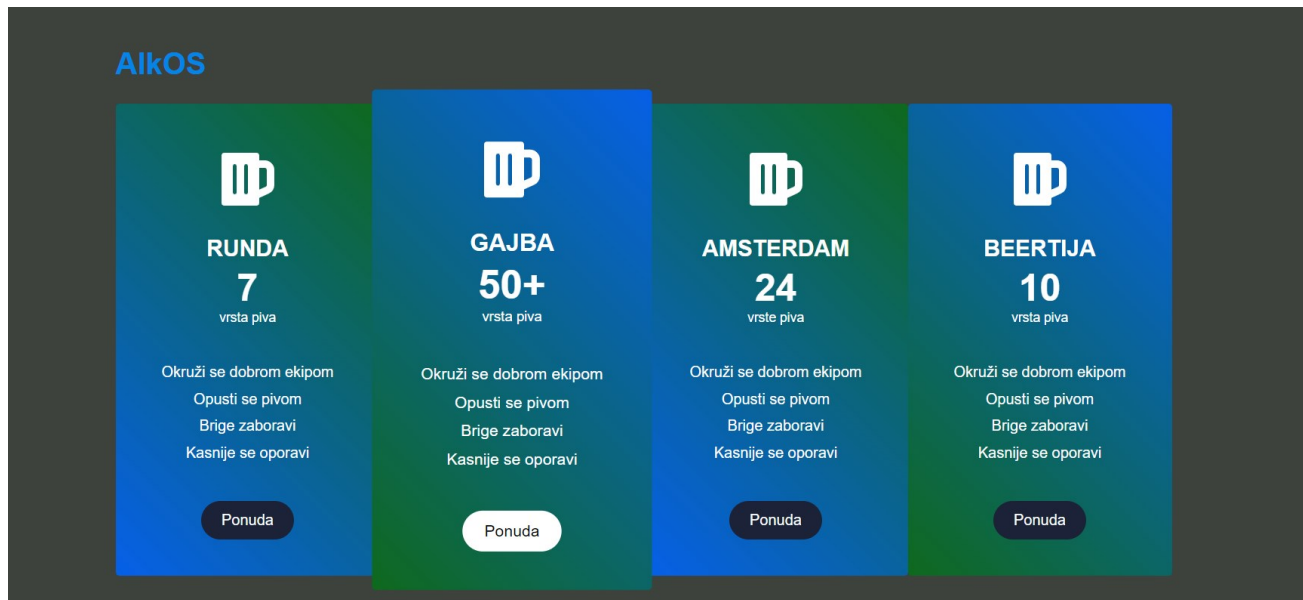 AlkOS
RUNDA
7
vrsta piva
Okruži se dobrom ekipom
Opusti se pivom
Brige zaboravi
Kasnije se oporavi
Ponuda
GAJBA
50+
vrsta piva
Okruži se dobrom ekipom
Opusti se pivom
Brige zaboravi
Kasnije se oporavi
Ponuda
AMSTERDAM
24
vrste piva
Okruži se dobrom ekipom
Opusti se pivom
Brige zaboravi
Kasnije se oporavi
Ponuda
BEERTIJA
10
vrsta piva
Okruži se dobrom ekipom
Opusti se pivom
Brige zaboravi
Kasnije se oporavi
Ponuda